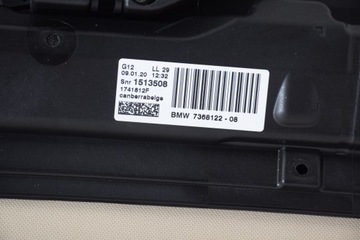 G12 LL 29
09.01.20 12:32
Snr 1513508
1741612F
canberrabeige
BMW 7368122 - 08